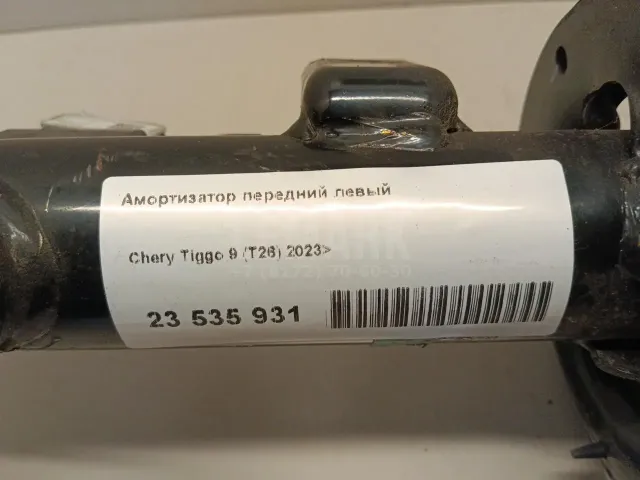 Амортизатор передний левый
Chery Tiggo 9 (T26) 2023>
23 535 931